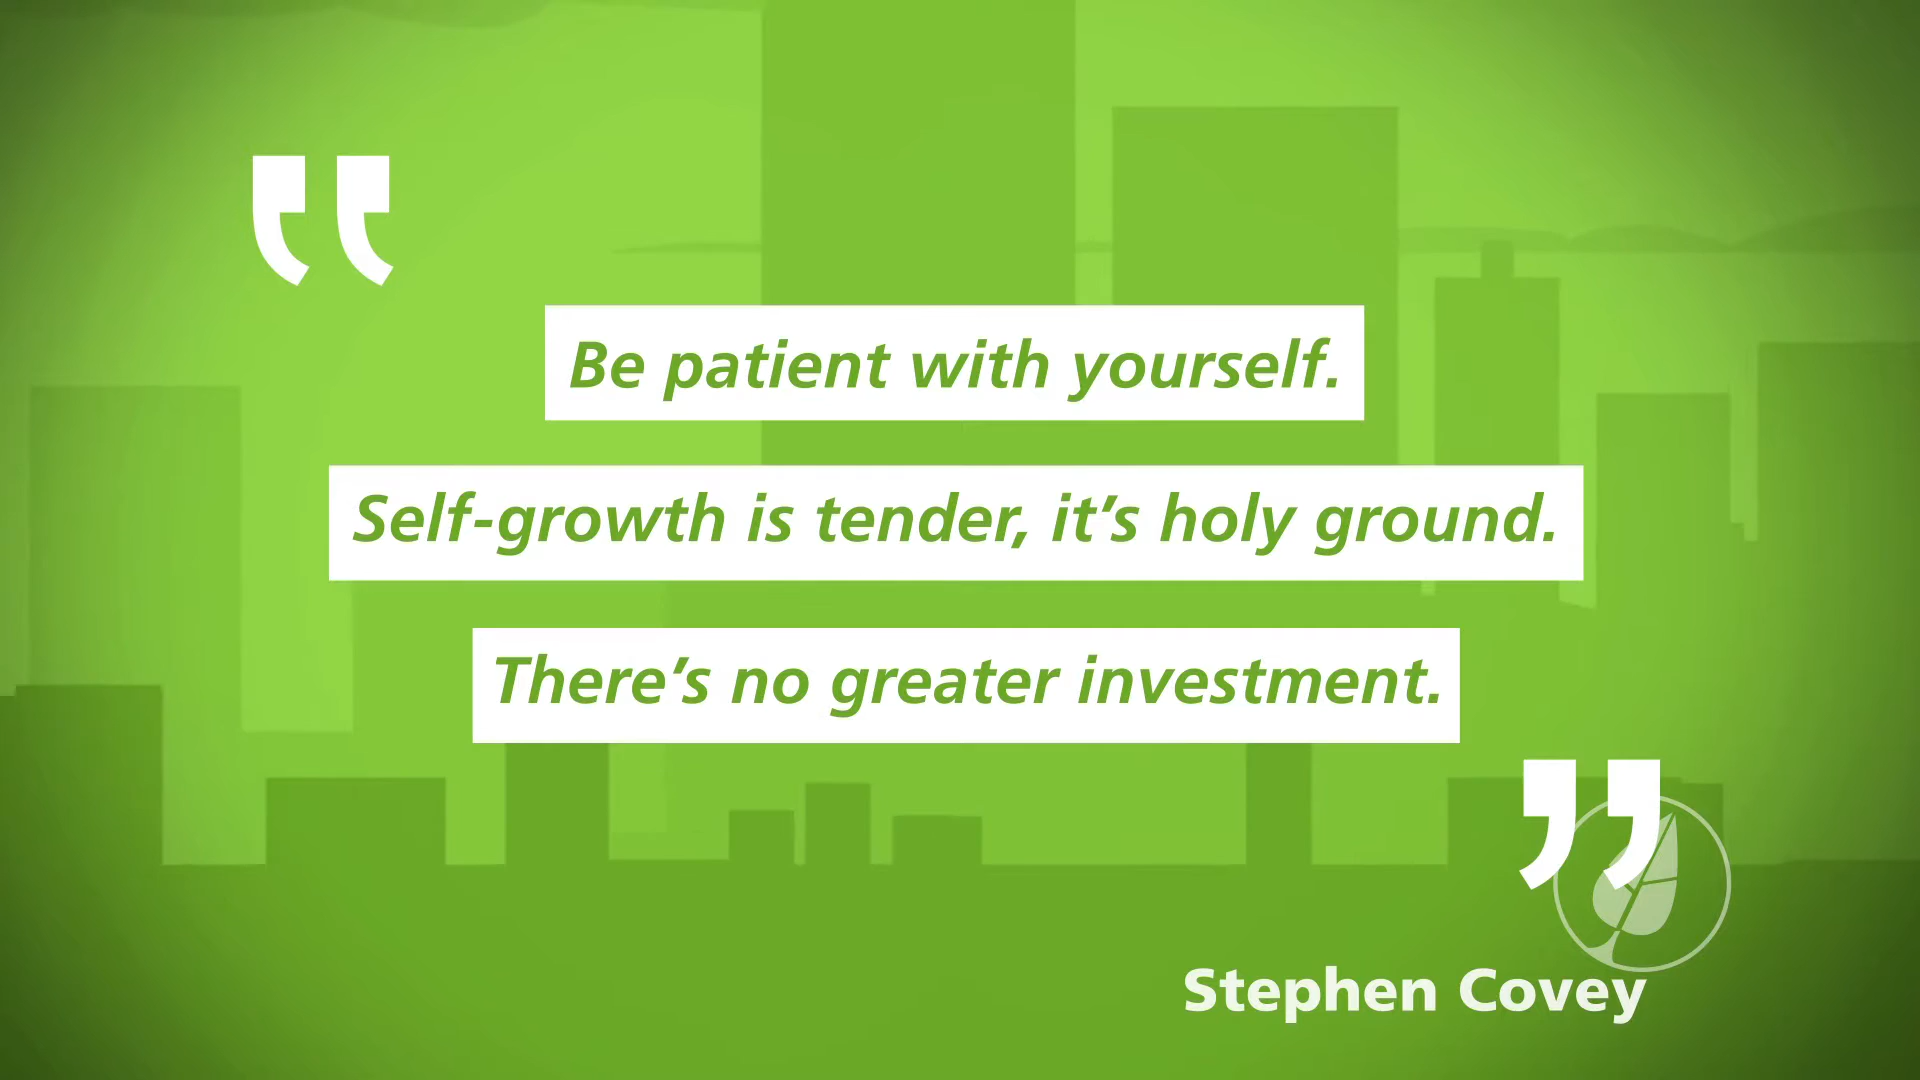 "
Be patient with yourself.
Self-growth is tender, it’s holy ground.
There’s no greater investment.
"
Stephen Covey